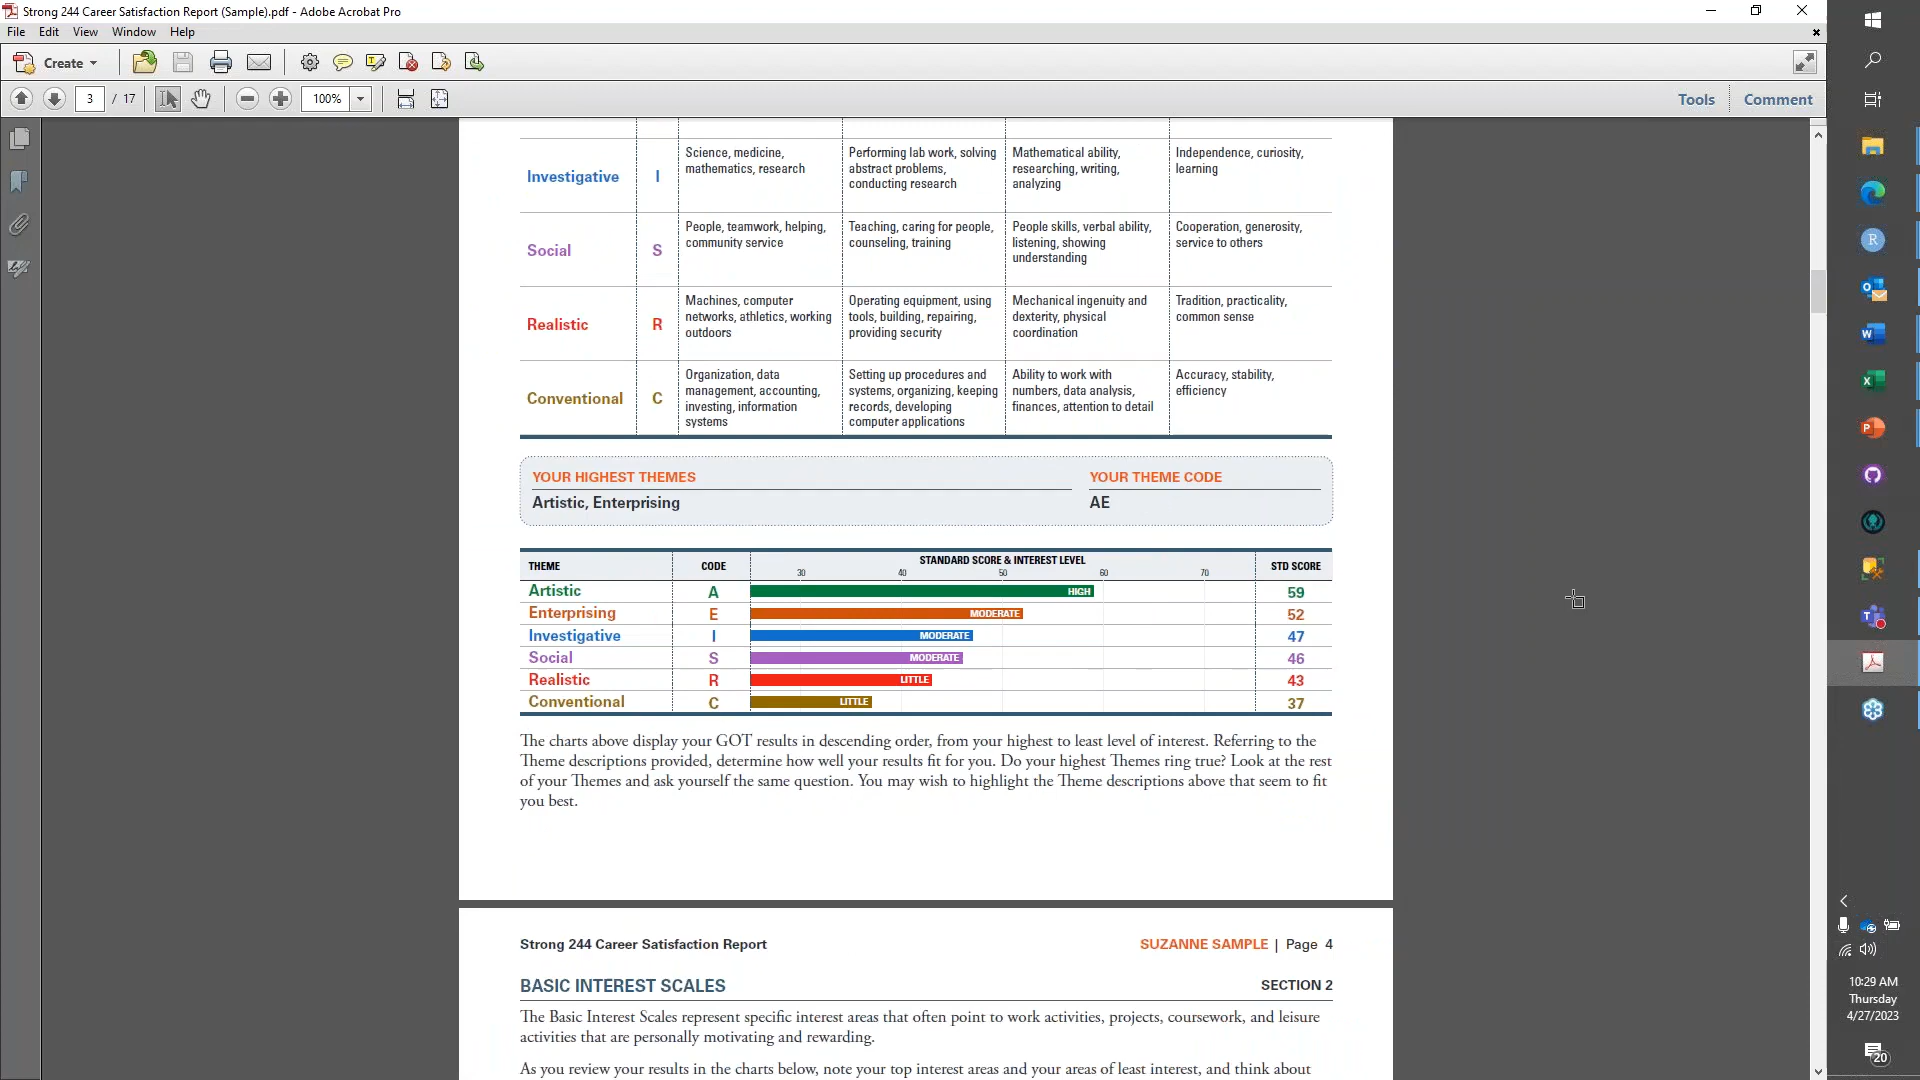 Strong 244 Career Satisfaction Report (Sample).pdf - Adobe Acrobat Pro
File Edit View Window Help
Create
3 / 17 100% Tools Comment
Investigative I Science, medicine, mathematics, research Performing lab work, solving abstract problems, conducting research Mathematical ability, researching, writing, analyzing Independence, curiosity, learning
Social S People, teamwork, helping, community service Teaching, caring for people, counseling, training People skills, verbal ability, listening, showing understanding Cooperation, generosity, service to others
Realistic R Machines, computer networks, athletics, working outdoors Operating equipment, using tools, building, repairing, providing security Mechanical ingenuity and dexterity, physical coordination Tradition, practicality, common sense
Conventional C Organization, data management, accounting, investing, information systems Setting up procedures and systems, organizing, keeping records, developing computer applications Ability to work with numbers, data analysis, finances, attention to detail Accuracy, stability, efficiency
YOUR HIGHEST THEMES YOUR THEME CODE
Artistic, Enterprising AE
THEME CODE STANDARD SCORE & INTEREST LEVEL STD SCORE
30 40 50 60 70
Artistic A HIGH 59
Enterprising E MODERATE 52
Investigative I MODERATE 47
Social S MODERATE 46
Realistic R LITTLE 43
Conventional C LITTLE 37
The charts above display your GOT results in descending order, from your highest to least level of interest. Referring to the
Theme descriptions provided, determine how well your results fit for you. Do your highest Themes ring true? Look at the rest
of your Themes and ask yourself the same question. You may wish to highlight the Theme descriptions above that seem to fit
you best.
Strong 244 Career Satisfaction Report SUZANNE SAMPLE | Page 4
BASIC INTEREST SCALES SECTION 2
The Basic Interest Scales represent specific interest areas that often point to work activities, projects, coursework, and leisure
activities that are personally motivating and rewarding.
As you review your results in the charts below, note your top interest areas and your areas of least interest, and think about
10:29 AM
Thursday
4/27/2023
20